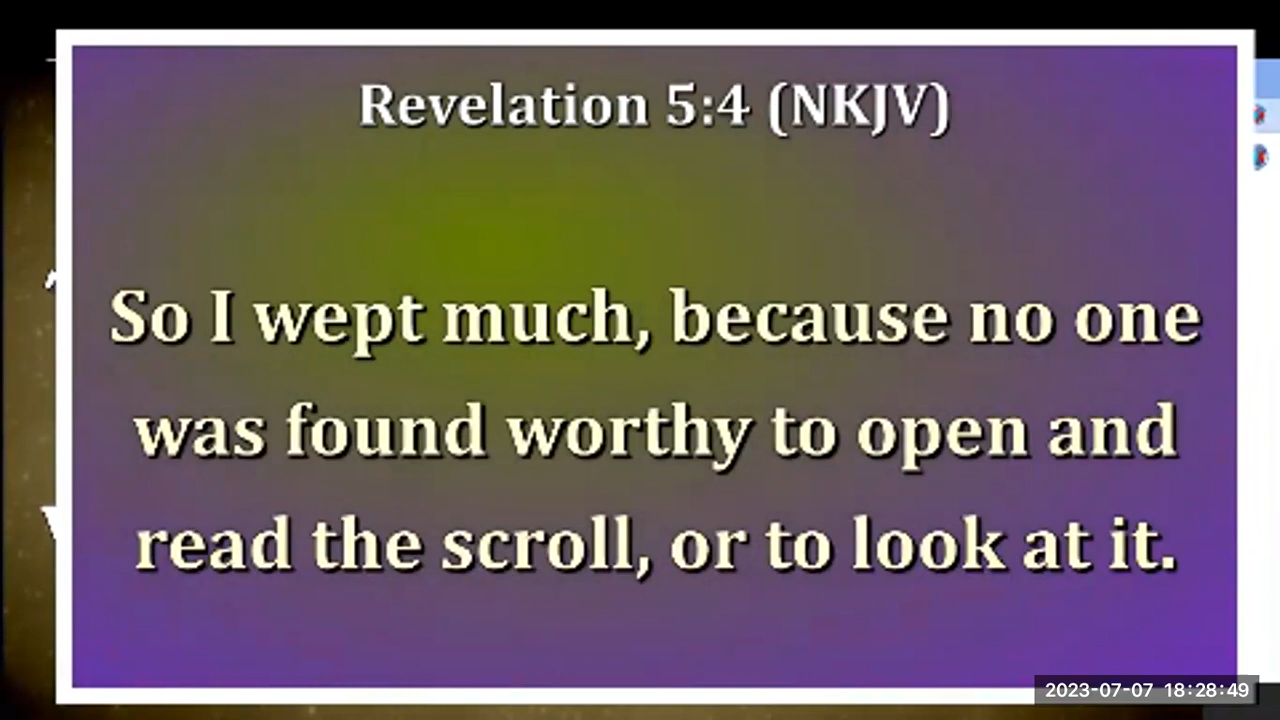 Revelation 5:4 (NKJV)
So I wept much, because no one
was found worthy to open and
read the scroll, or to look at it.
2023-07-07 18:28:49